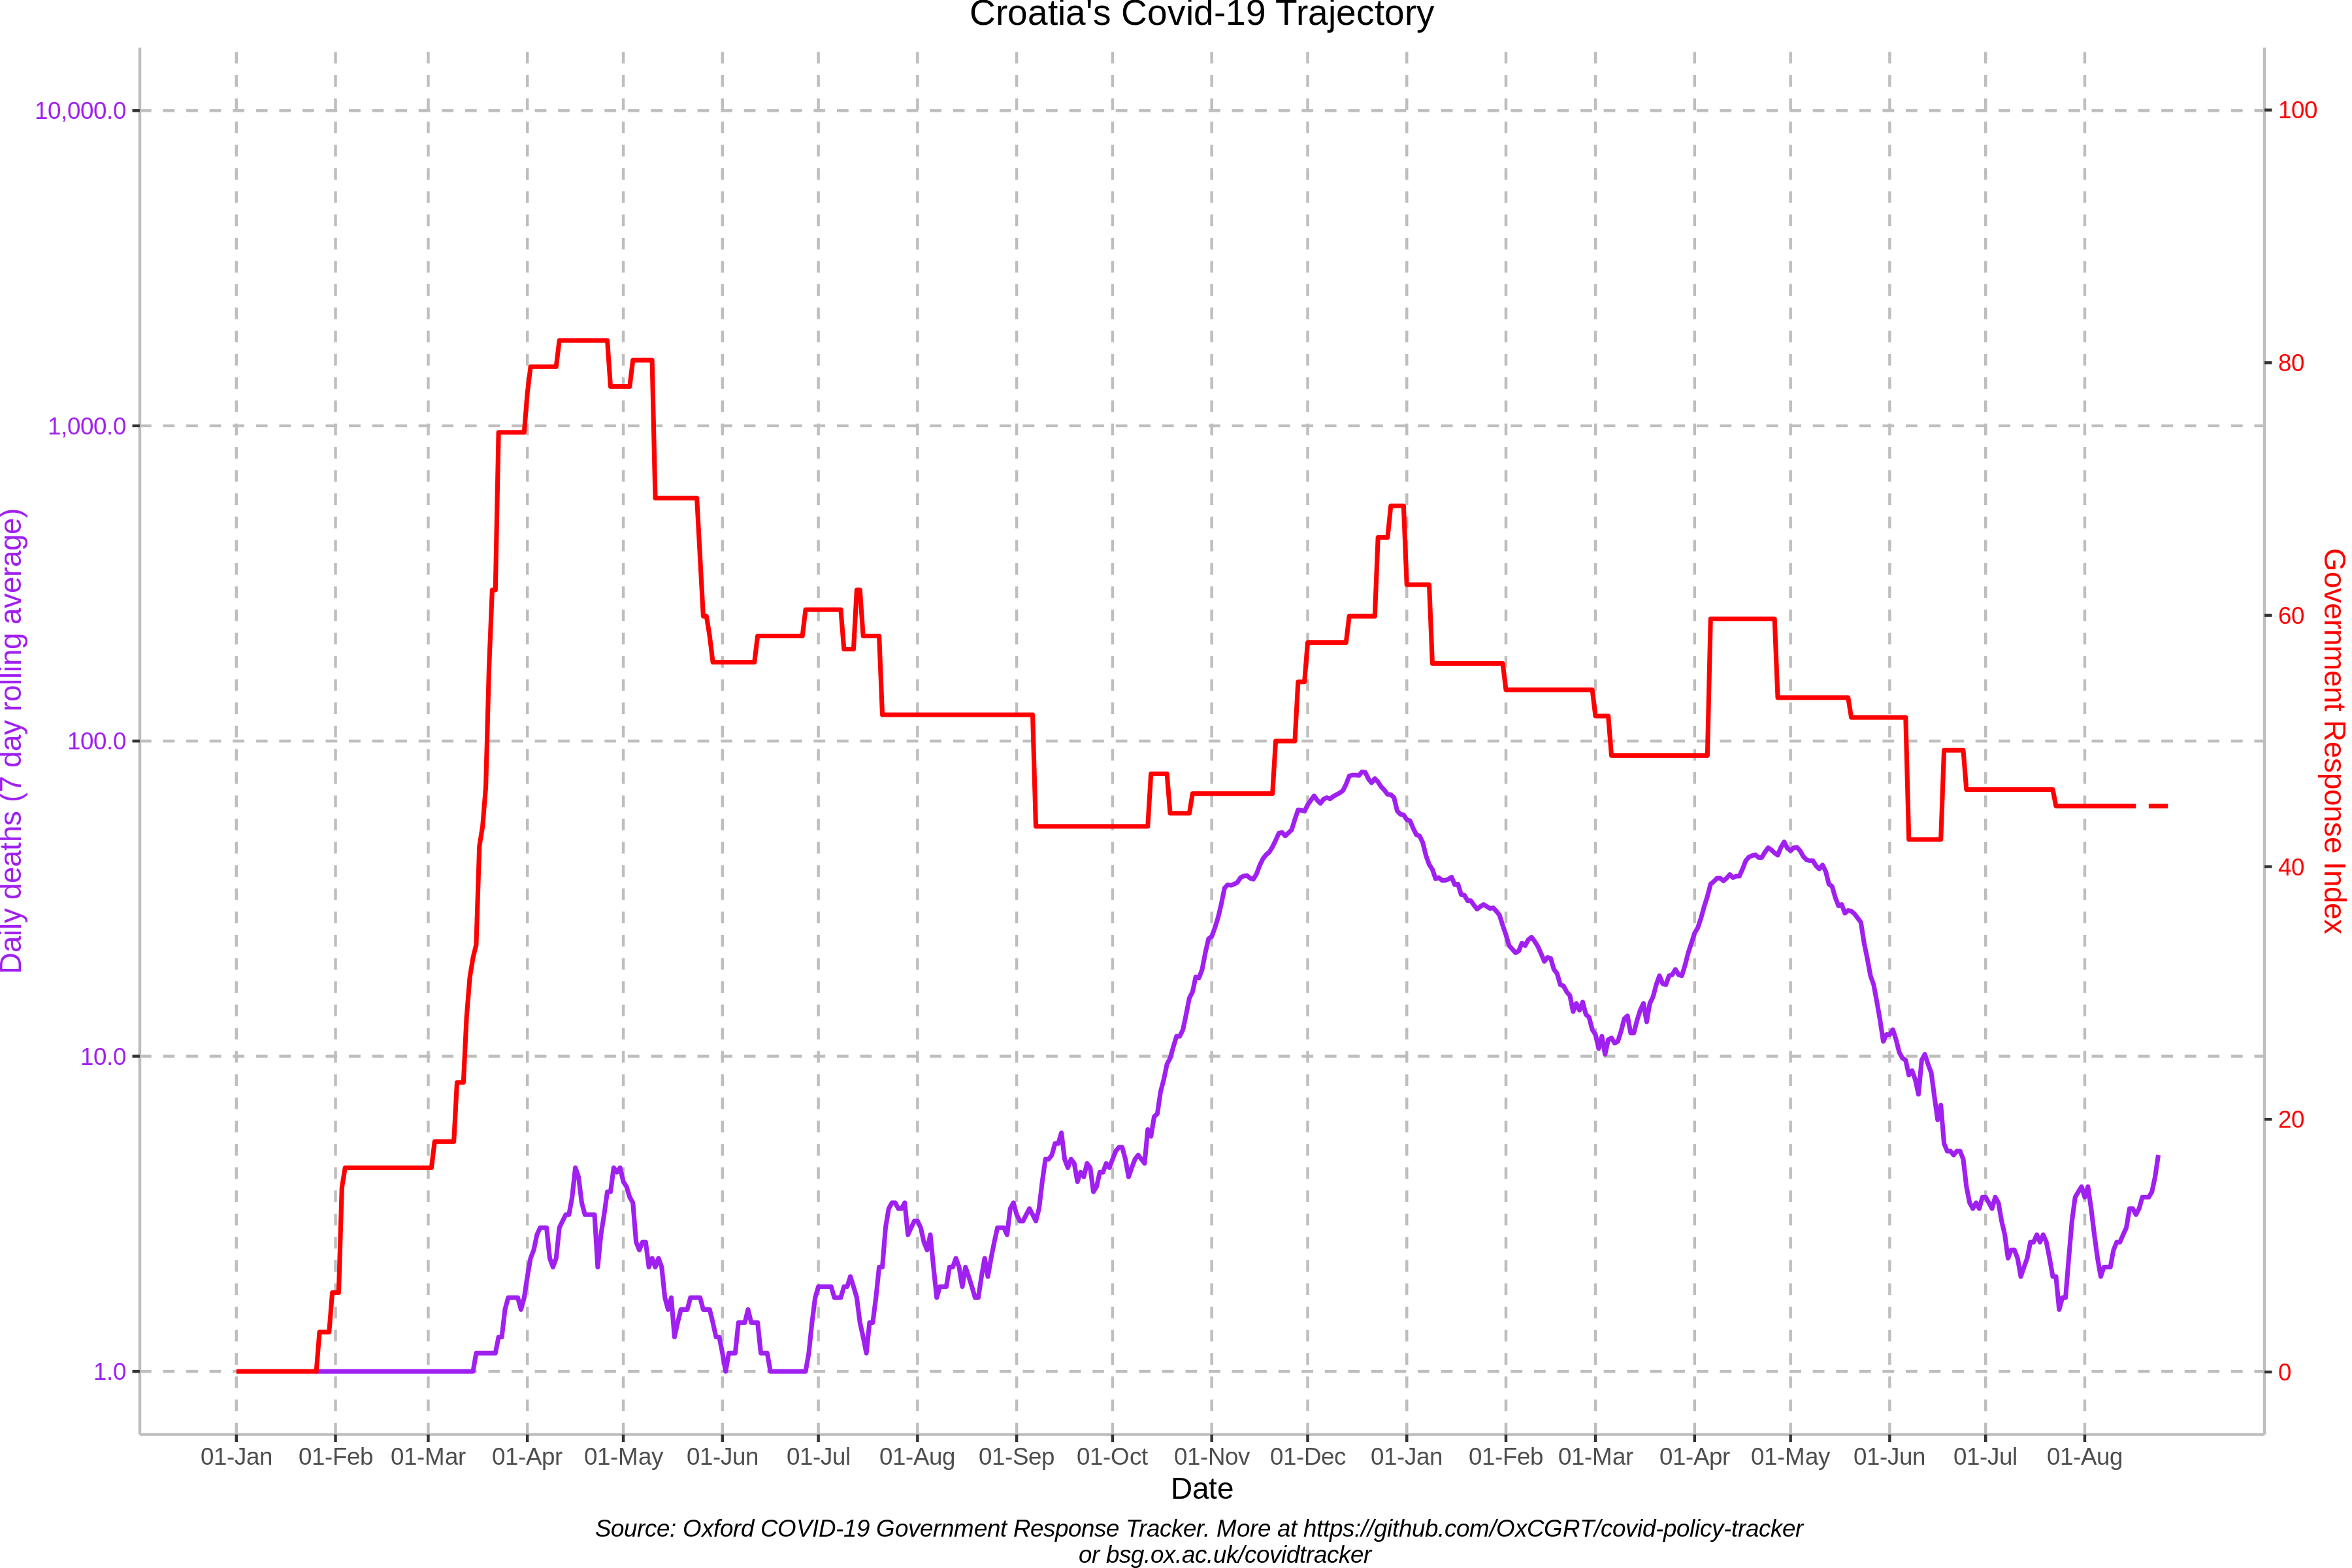 Croatia's Covid-19 Trajectory
10,000.0
1,000.0
100.0
10.0
1.0
Daily deaths (7 day rolling average)
100
80
60
40
20
0
Government Response Index
01-Jan 01-Feb 01-Mar 01-Apr 01-May 01-Jun 01-Jul 01-Aug 01-Sep 01-Oct 01-Nov 01-Dec 01-Jan 01-Feb 01-Mar 01-Apr 01-May 01-Jun 01-Jul 01-Aug
Date
Source: Oxford COVID-19 Government Response Tracker. More at https://github.com/OxCGRT/covid-policy-tracker
or bsg.ox.ac.uk/covidtracker